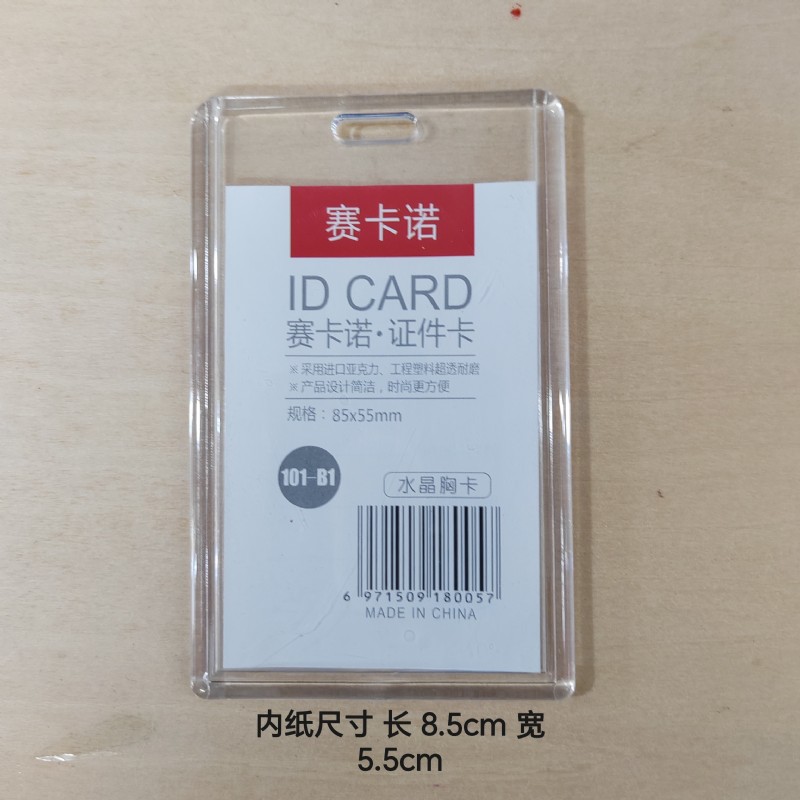 赛卡诺
ID CARD
赛卡诺·证件卡
※采用进口亚克力、工程塑料超透耐磨
※产品设计简洁，时尚更方便
规格：85x55mm
101-B1
水晶胸卡
6 971509 180057
MADE IN CHINA
内纸尺寸 长 8.5cm 宽
5.5cm